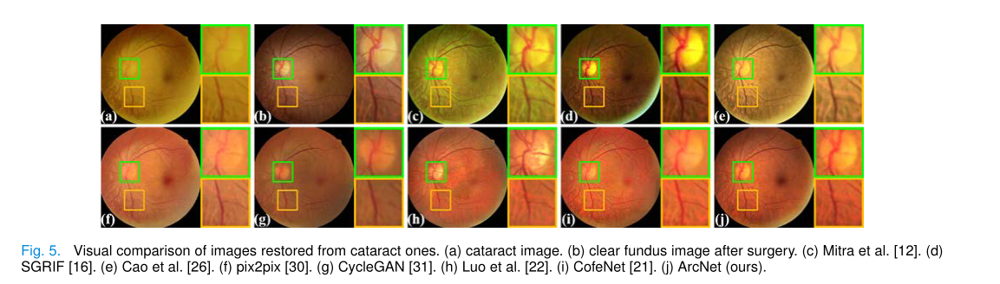 (a) (b) (c) (d) (e)
(f) (g) (h) (i) (j)
Fig. 5. Visual comparison of images restored from cataract ones. (a) cataract image. (b) clear fundus image after surgery. (c) Mitra et al. [12]. (d)
SGRIF [16]. (e) Cao et al. [26]. (f) pix2pix [30]. (g) CycleGAN [31]. (h) Luo et al. [22]. (i) CofeNet [21]. (j) ArcNet (ours).